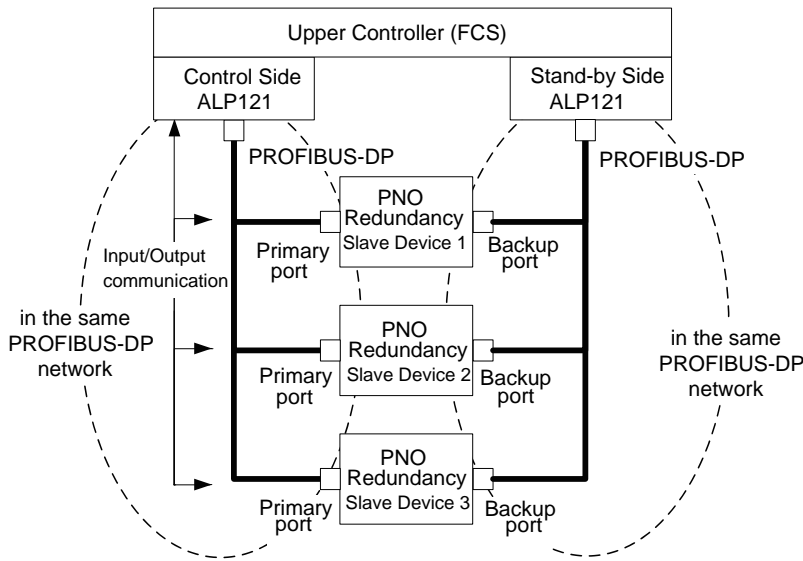 Upper Controller (FCS)
Control Side
ALP121
Stand-by Side
ALP121
PROFIBUS-DP
PROFIBUS-DP
PNO
Redundancy
Slave Device 1
Primary
port
Backup
port
Input/Output
communication
in the same
PROFIBUS-DP
network
PNO
Redundancy
Slave Device 2
Primary
port
Backup
port
in the same
PROFIBUS-DP
network
PNO
Redundancy
Slave Device 3
Primary
port
Backup
port